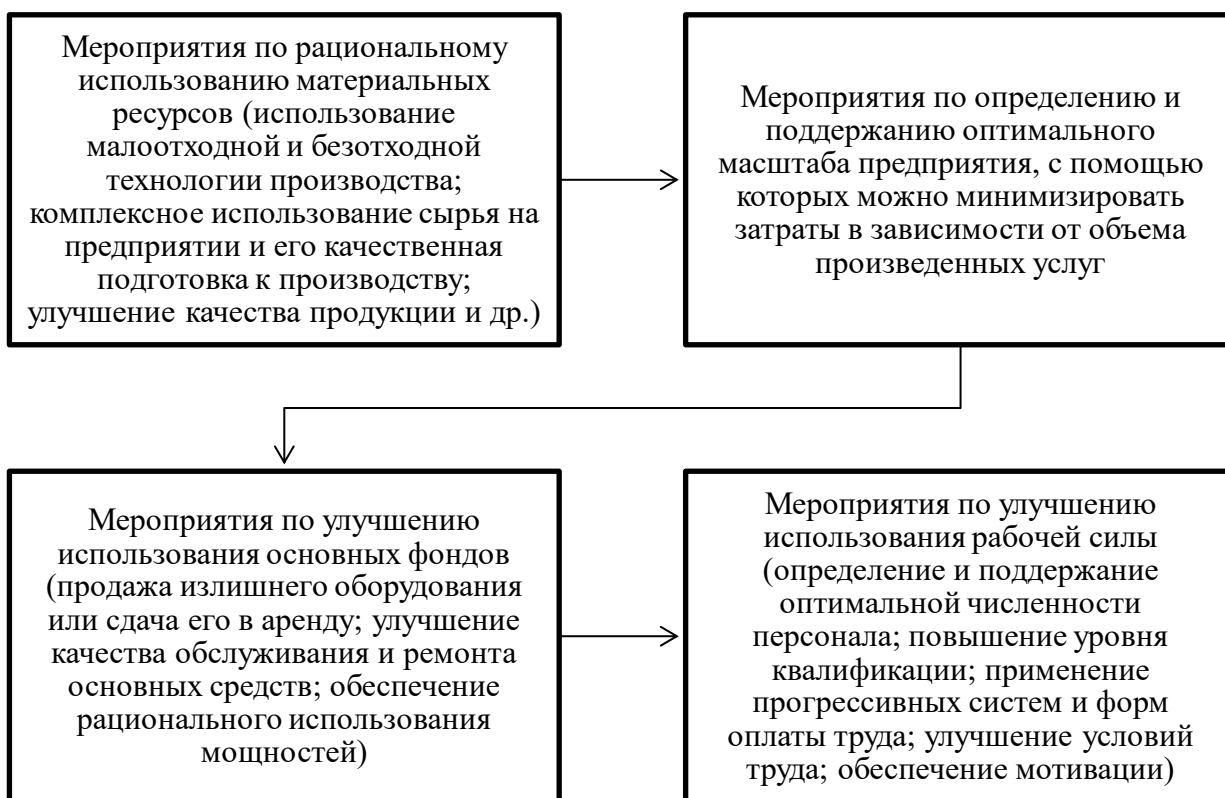 Мероприятия по рациональному
использованию материальных
ресурсов (использование
малоотходной и безотходной
технологии производства;
комплексное использование сырья на
предприятии и его качественная
подготовка к производству;
улучшение качества продукции и др.)
Мероприятия по определению и
поддержанию оптимального
масштаба предприятия, с помощью
которых можно минимизировать
затраты в зависимости от объема
произведенных услуг
Мероприятия по улучшению
использования основных фондов
(продажа излишнего оборудования
или сдача его в аренду; улучшение
качества обслуживания и ремонта
основных средств; обеспечение
рационального использования
мощностей)
Мероприятия по улучшению
использования рабочей силы
(определение и поддержание
оптимальной численности
персонала; повышение уровня
квалификации; применение
прогрессивных систем и форм
оплаты труда; улучшение условий
труда; обеспечение мотивации)